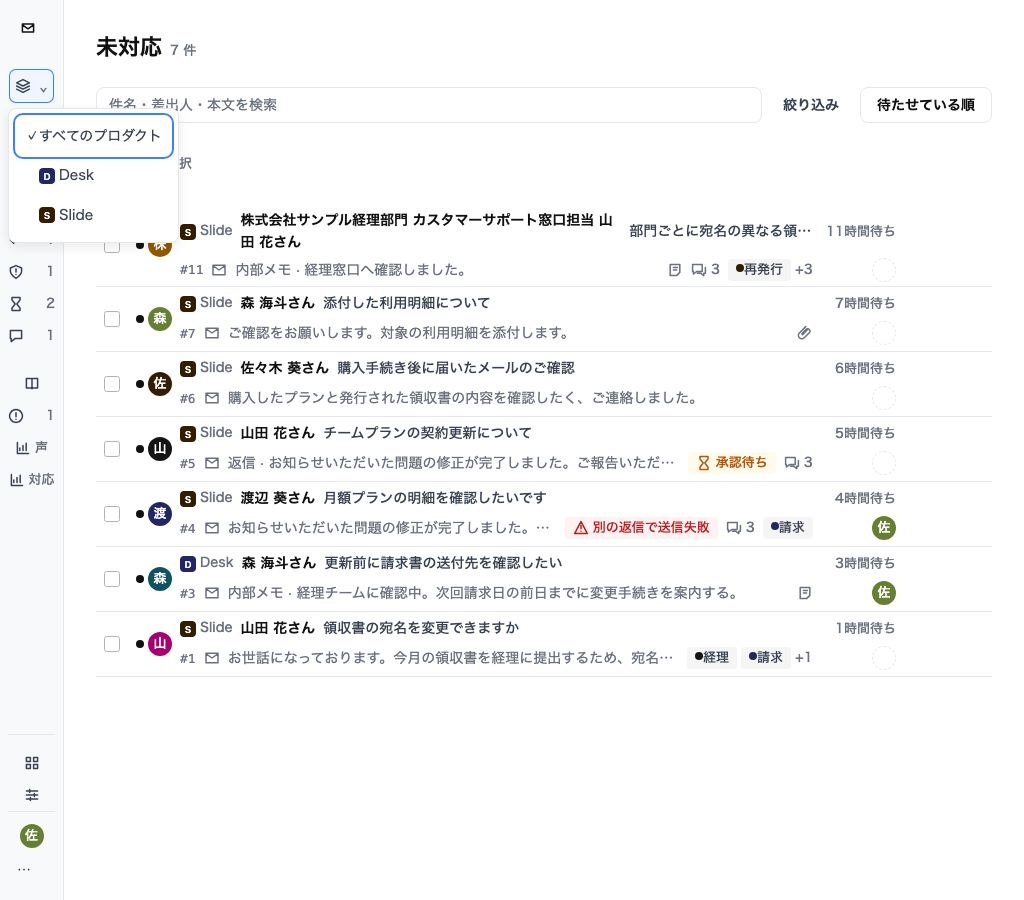 未対応 7 件
件名・差出人・本文を検索
絞り込み
待たせている順
✓すべてのプロダクト
D Desk
S Slide
択
1
2
1
1
声
対応
佐
…
株 S Slide 株式会社サンプル経理部門 カスタマーサポート窓口担当 山田 花さん 部門ごとに宛名の異なる領… 11時間待ち
#11 内部メモ · 経理窓口へ確認しました。 3 再発行 +3
森 S Slide 森 海斗さん 添付した利用明細について 7時間待ち
#7 ご確認をお願いします。対象の利用明細を添付します。
佐 S Slide 佐々木 葵さん 購入手続き後に届いたメールのご確認 6時間待ち
#6 購入したプランと発行された領収書の内容を確認したく、ご連絡しました。
山 S Slide 山田 花さん チームプランの契約更新について 5時間待ち
#5 返信 · お知らせいただいた問題の修正が完了しました。ご報告いただ… 承認待ち 3
渡 S Slide 渡辺 葵さん 月額プランの明細を確認したいです 4時間待ち
#4 お知らせいただいた問題の修正が完了しました。… 別の返信で送信失敗 3 請求 佐
森 D Desk 森 海斗さん 更新前に請求書の送付先を確認したい 3時間待ち
#3 内部メモ · 経理チームに確認中。次回請求日の前日までに変更手続きを案内する。 佐
山 S Slide 山田 花さん 領収書の宛名を変更できますか 1時間待ち
#1 お世話になっております。今月の領収書を経理に提出するため、宛名… 経理 請求 +1